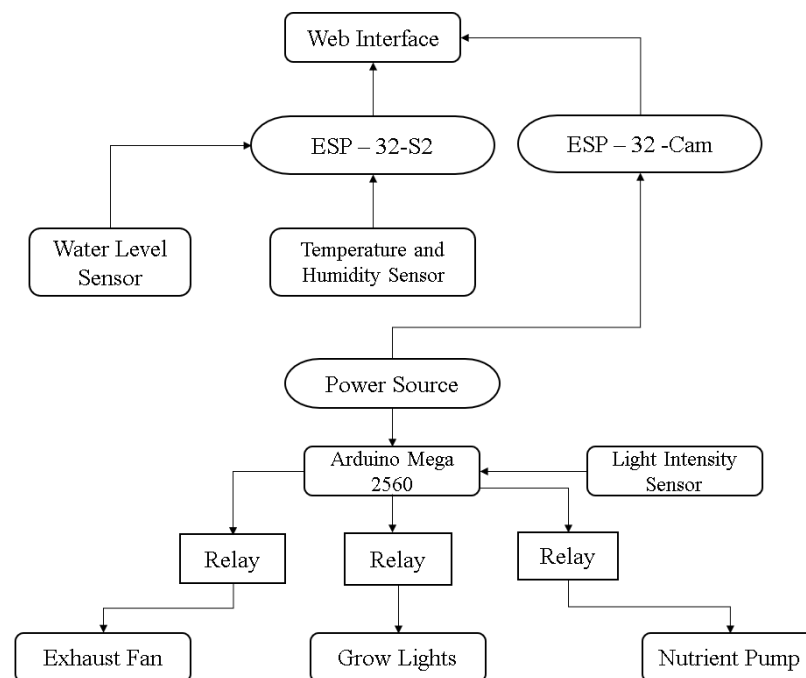 Web Interface
ESP – 32-S2
ESP – 32 -Cam
Water Level
Sensor
Temperature and
Humidity Sensor
Power Source
Arduino Mega
2560
Light Intensity
Sensor
Relay
Relay
Relay
Exhaust Fan
Grow Lights
Nutrient Pump